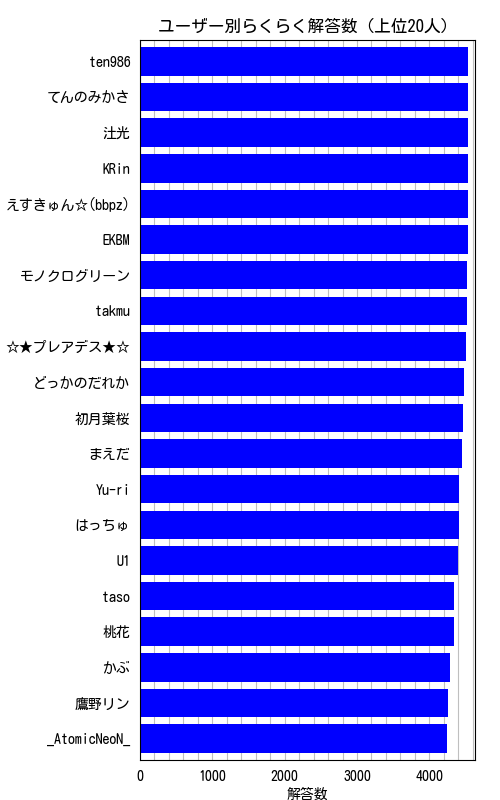 ユーザー別らくらく解答数（上位20人）
ten986
てんのみかさ
汢光
KRin
えすきゅん☆(bbpz)
EKBM
モノクログリーン
takmu
☆★プレアデス★☆
どっかのだれか
初月葉桜
まえだ
Yu-ri
はっちゅ
U1
taso
桃花
かぶ
鷹野リン
_AtomicNeoN_
0 1000 2000 3000 4000
解答数